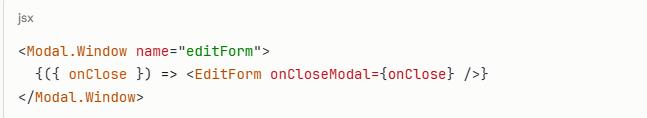 jsx
<Modal.Window name="editForm">
  {({ onClose }) => <EditForm onCloseModal={onClose} />}
</Modal.Window>